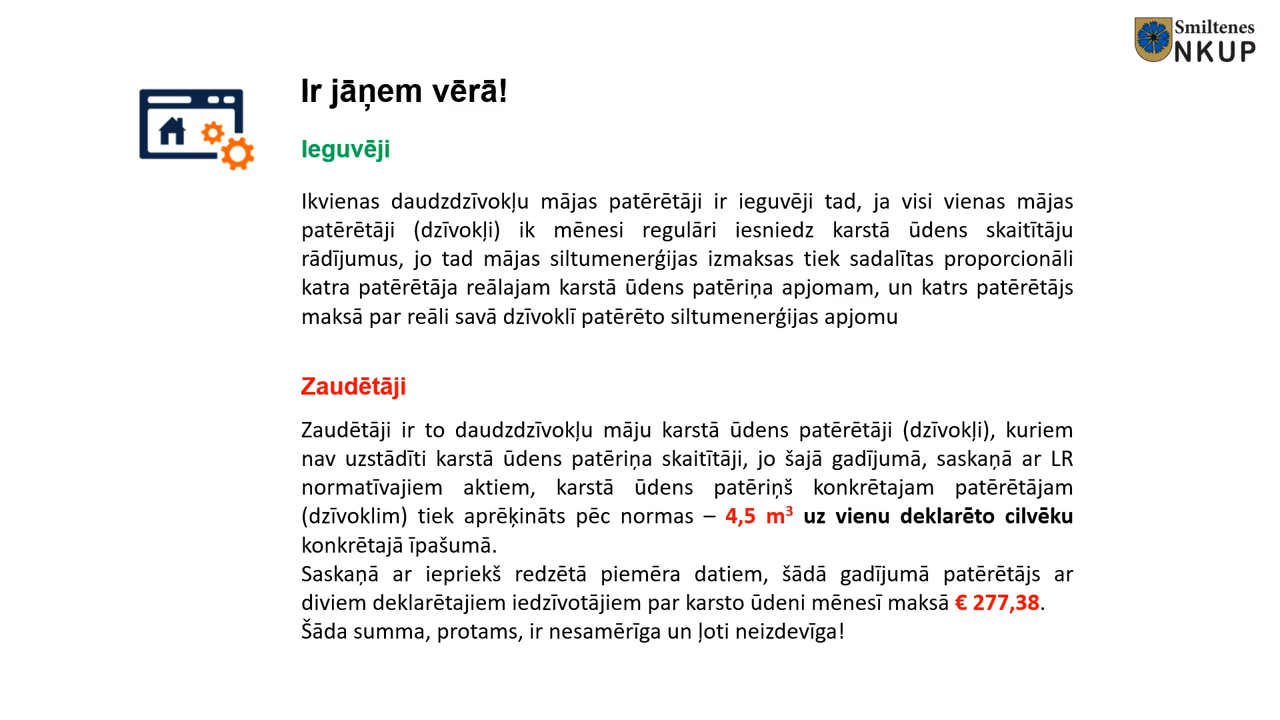 Smiltenes
NKUP
Ir jāņem vērā!
Ieguvēji
Ikvienas daudzdzīvokļu mājas patērētāji ir ieguvēji tad, ja visi vienas mājas
patērētāji (dzīvokļi) ik mēnesi regulāri iesniedz karstā ūdens skaitītāju
rādījumus, jo tad mājas siltumenerģijas izmaksas tiek sadalītas proporcionāli
katra patērētāja reālajam karstā ūdens patēriņa apjomam, un katrs patērētājs
maksā par reāli savā dzīvoklī patērēto siltumenerģijas apjomu
Zaudētāji
Zaudētāji ir to daudzdzīvokļu māju karstā ūdens patērētāji (dzīvokļi), kuriem
nav uzstādīti karstā ūdens patēriņa skaitītāji, jo šajā gadījumā, saskaņā ar LR
normatīvajiem aktiem, karstā ūdens patēriņš konkrētajam patērētājam
(dzīvoklim) tiek aprēķināts pēc normas – 4,5 m³ uz vienu deklarēto cilvēku
konkrētajā īpašumā.
Saskaņā ar iepriekš redzētā piemēra datiem, šādā gadījumā patērētājs ar
diviem deklarētajiem iedzīvotājiem par karsto ūdeni mēnesī maksā € 277,38.
Šāda summa, protams, ir nesamērīga un ļoti neizdevīga!